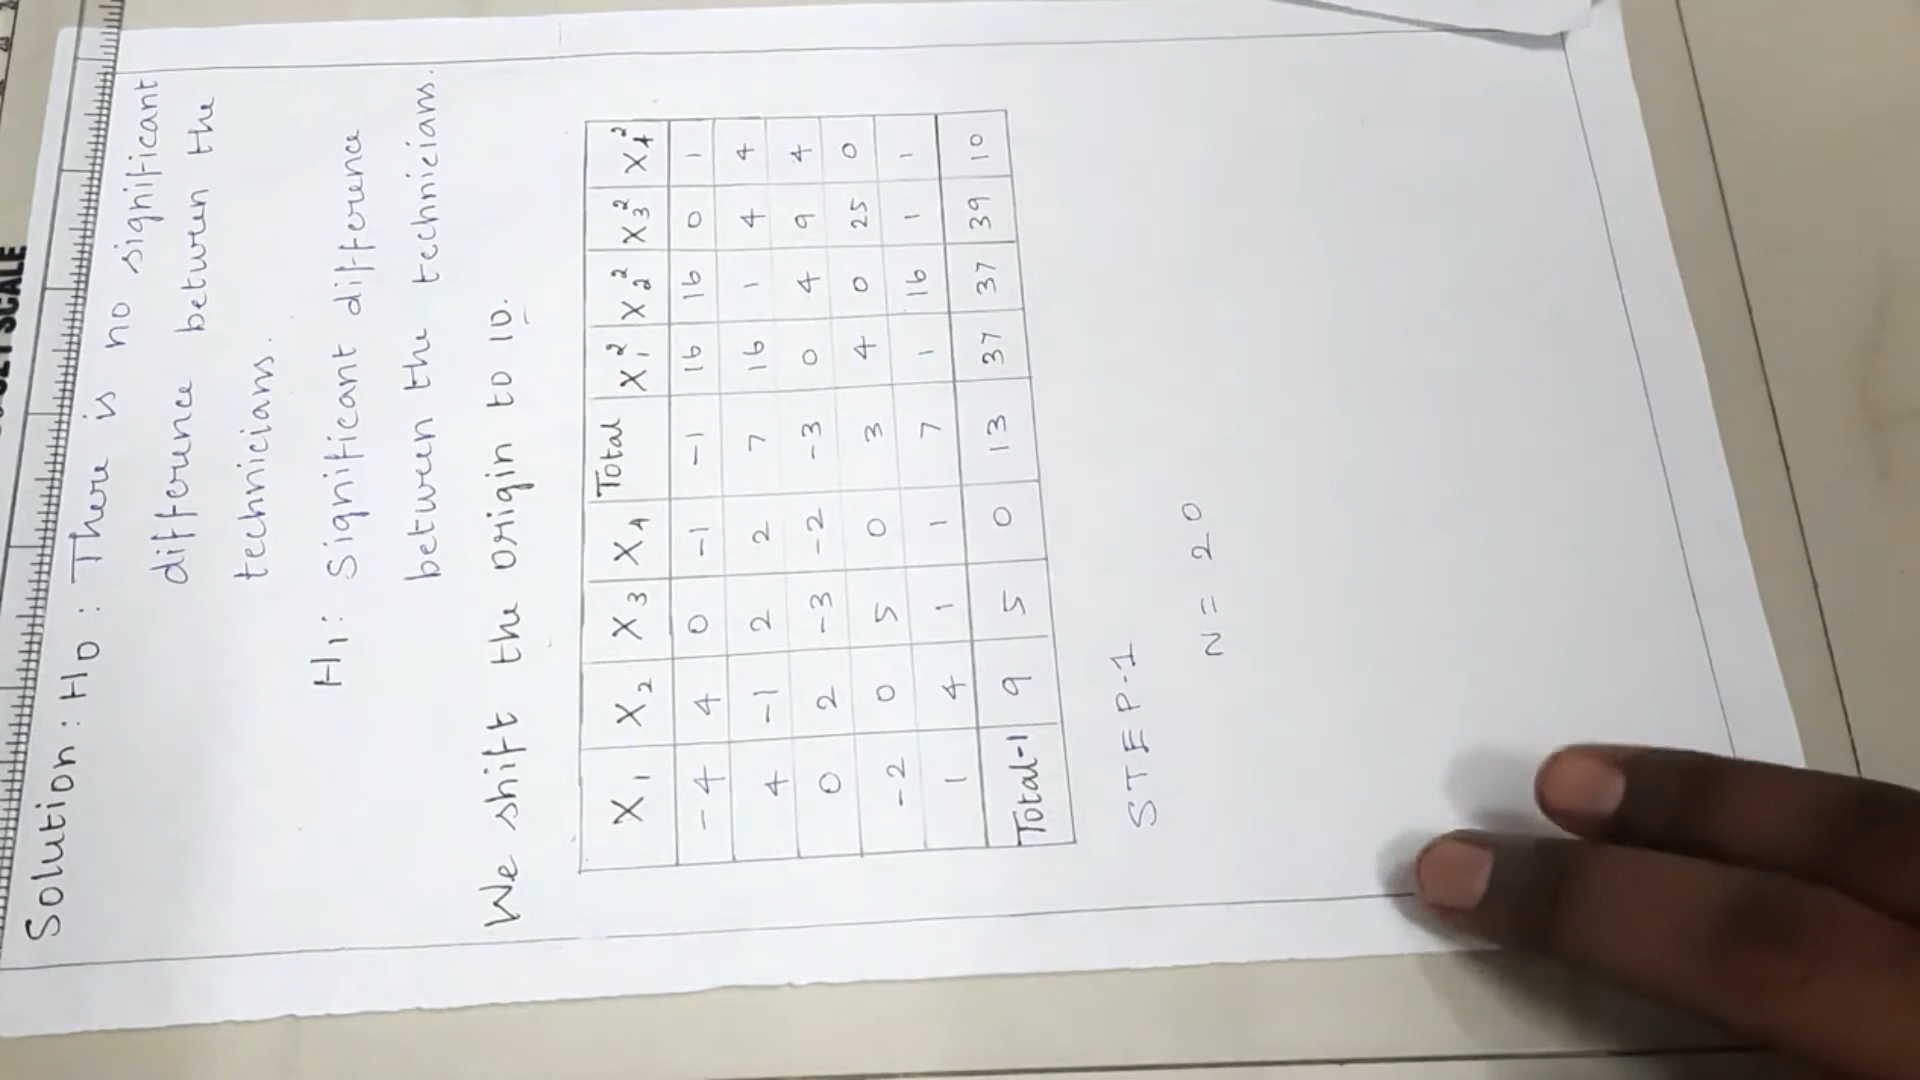 Solution: H0: There is no significant
difference between the
technicians.
H1: Significant difference
between the technicians.
We shift the origin to 10.
X1 X2 X3 X4 Total X1² X2² X3² X4²
-4 4 0 -1 -1 16 16 0 1
4 -1 2 2 7 16 1 4 4
0 2 -3 -2 -3 0 4 9 4
-2 0 5 0 3 4 0 25 0
1 4 1 1 7 1 16 1 1
Total-1 9 5 0 13 37 37 39 10
STEP-1
N = 20